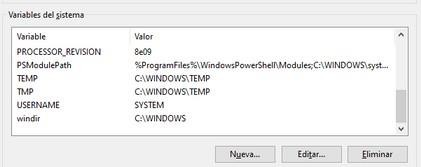 Variables del sistema
Variable Valor
PROCESSOR_REVISION 8e09
PSModulePath %ProgramFiles%\WindowsPowerShell\Modules;C:\WINDOWS\syst...
TEMP C:\WINDOWS\TEMP
TMP C:\WINDOWS\TEMP
USERNAME SYSTEM
windir C:\WINDOWS
Nueva... Editar... Eliminar